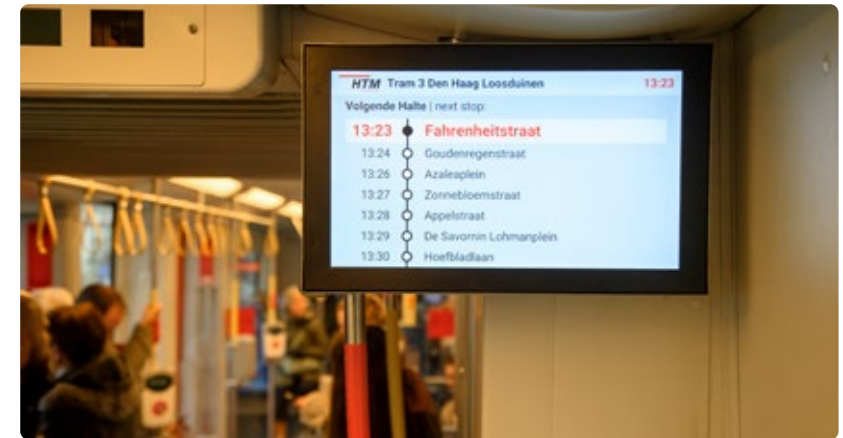 HTM Tram 3 Den Haag Loosduinen 13:23
Volgende Halte | next stop:
13:23 Fahrenheitstraat
13:24 Goudenregenstraat
13:26 Azaleaplein
13:27 Zonnebloemstraat
13:28 Appelstraat
13:29 De Savornin Lohmanplein
13:30 Hoefbladlaan